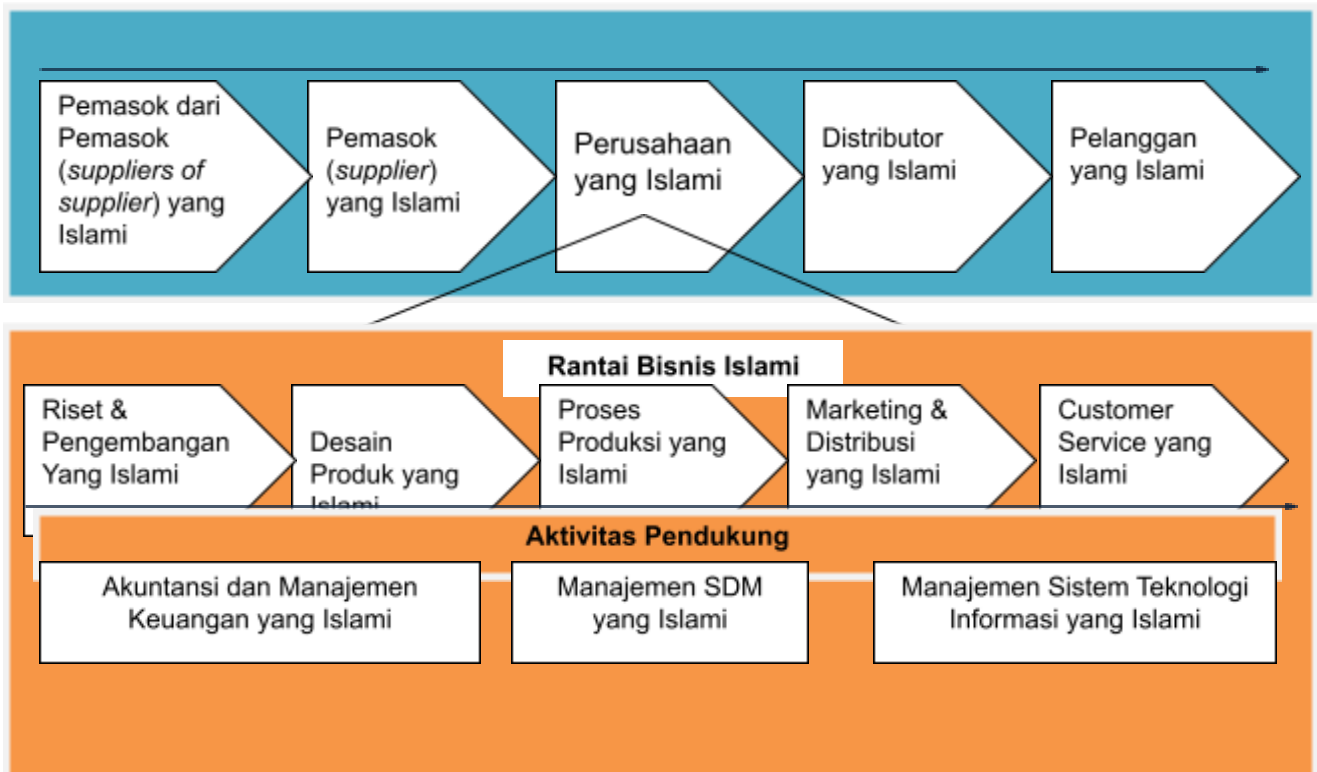 Pemasok dari
Pemasok
(suppliers of
supplier) yang
Islami
Pemasok
(supplier)
yang Islami
Perusahaan
yang Islami
Distributor
yang Islami
Pelanggan
yang Islami
Rantai Bisnis Islami
Riset &
Pengembangan
Yang Islami
Desain
Produk yang
Islami
Proses
Produksi yang
Islami
Marketing &
Distribusi
yang Islami
Customer
Service yang
Islami
Aktivitas Pendukung
Akuntansi dan Manajemen
Keuangan yang Islami
Manajemen SDM
yang Islami
Manajemen Sistem Teknologi
Informasi yang Islami